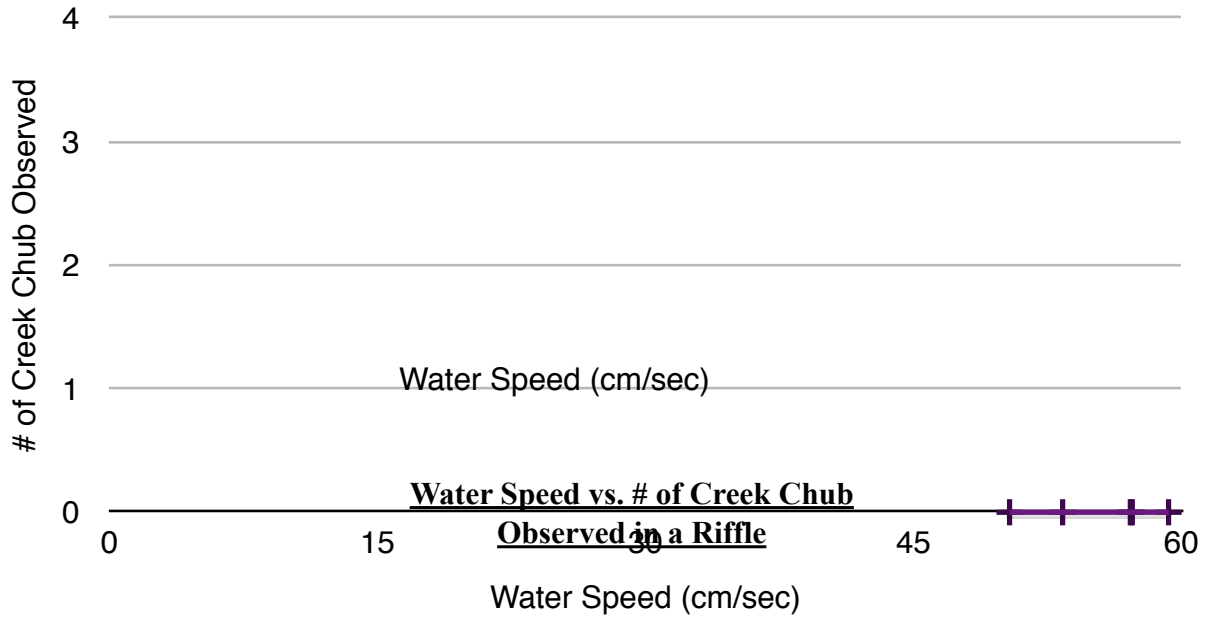 4
# of Creek Chub Observed
3
2
Water Speed (cm/sec)
1
Water Speed vs. # of Creek Chub
0
Observed in a Riffle
0 15 30 45 60
Water Speed (cm/sec)